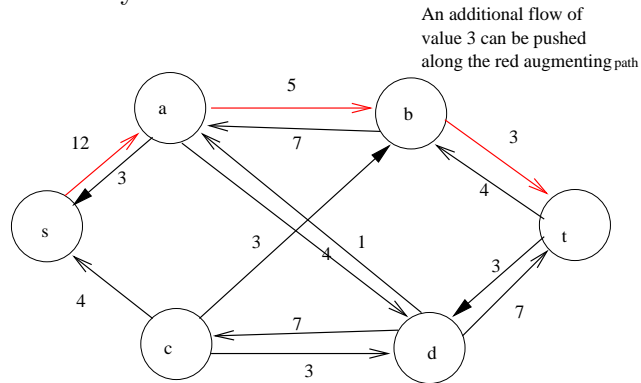 An additional flow of
value 3 can be pushed
along the red augmenting path
5
a
b
12
7
3
3
4
s
3
4
1
t
3
4
7
7
c
d
3